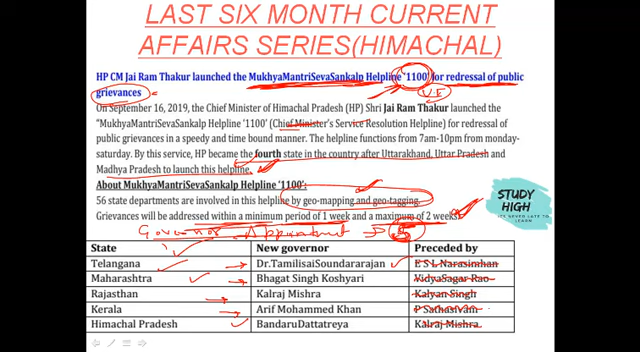 LAST SIX MONTH CURRENT
AFFAIRS SERIES(HIMACHAL)
HP CM Jai Ram Thakur launched the MukhyaMantriSevaSankalp Helpline '1100' for redressal of public
grievances
V.E
On September 16, 2019, the Chief Minister of Himachal Pradesh (HP) Shri Jai Ram Thakur launched the
"MukhyaMantriSevaSankalp Helpline '1100' (Chief Minister's Service Resolution Helpline) for redressal of
public grievances in a speedy and time bound manner. The helpline functions from 7am-10pm from monday-
saturday. By this service, HP became the fourth state in the country after Uttarakhand, Uttar Pradesh and
Madhya Pradesh to launch this helpline.
About MukhyaMantriSevaSankalp Helpline '1100':
56 state departments are involved in this helpline by geo-mapping and geo-tagging.
Grievances will be addressed within a minimum period of 1 week and a maximum of 2 weeks.
STUDY
HIGH
IT'S NEVER LATE TO
LEARN
Governor Appointment 5
State New governor Preceded by
Telangana Dr.TamilisaiSoundararajan E S L Narasimhan
Maharashtra Bhagat Singh Koshyari VidyaSagar Rao
Rajasthan Kalraj Mishra Kalyan Singh
Kerala Arif Mohammed Khan P Sathasivam
Himachal Pradesh BandaruDattatreya Kalraj Mishra